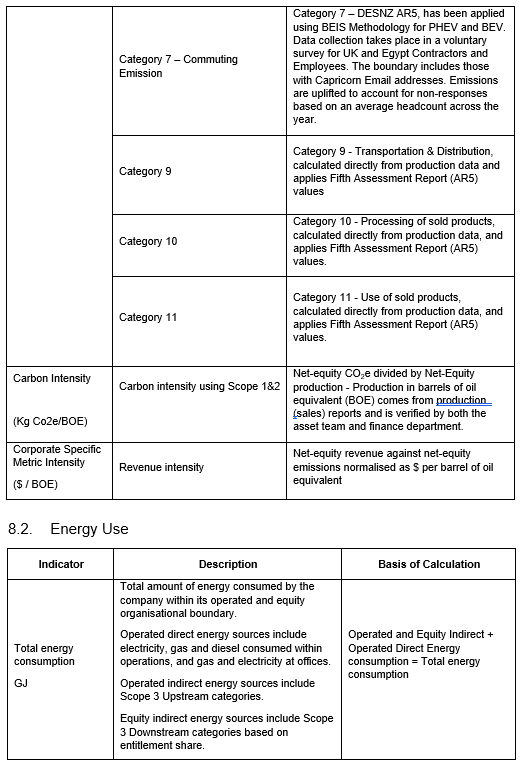 Category 7 – Commuting
Emission
Category 7 – DESNZ AR5, has been applied
using BEIS Methodology for PHEV and BEV.
Data collection takes place in a voluntary
survey for UK and Egypt Contractors and
Employees. The boundary includes those
with Capricorn Email addresses. Emissions
are uplifted to account for non-responses
based on an average headcount across the
year.
Category 9
Category 9 - Transportation & Distribution,
calculated directly from production data and
applies Fifth Assessment Report (AR5)
values
Category 10
Category 10 - Processing of sold products,
calculated directly from production data, and
applies Fifth Assessment Report (AR5)
values.
Category 11
Category 11 - Use of sold products,
calculated directly from production data, and
applies Fifth Assessment Report (AR5)
values.
Carbon Intensity
(Kg Co2e/BOE)
Carbon intensity using Scope 1&2
Net-equity CO₂e divided by Net-Equity
production - Production in barrels of oil
equivalent (BOE) comes from production
(sales) reports and is verified by both the
asset team and finance department.
Corporate Specific
Metric Intensity
($ / BOE)
Revenue intensity
Net-equity revenue against net-equity
emissions normalised as $ per barrel of oil
equivalent
8.2. Energy Use
Indicator
Description
Basis of Calculation
Total energy
consumption
GJ
Total amount of energy consumed by the
company within its operated and equity
organisational boundary.
Operated direct energy sources include
electricity, gas and diesel consumed within
operations, and gas and electricity at offices.
Operated indirect energy sources include
Scope 3 Upstream categories.
Equity indirect energy sources include Scope
3 Downstream categories based on
entitlement share.
Operated and Equity Indirect +
Operated Direct Energy
consumption = Total energy
consumption